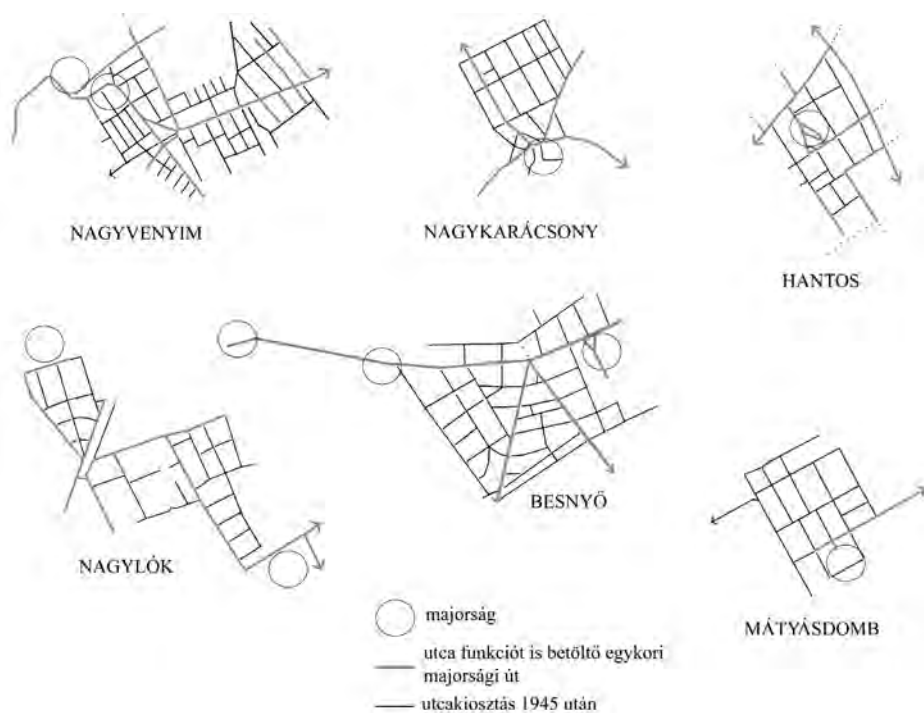 NAGYVENYIM
NAGYKARÁCSONY
HANTOS
NAGYLÓK
BESNYŐ
MÁTYÁSDOMB
majorság
utca funkciót is betöltő egykori
majorsági út
utcakiosztás 1945 után